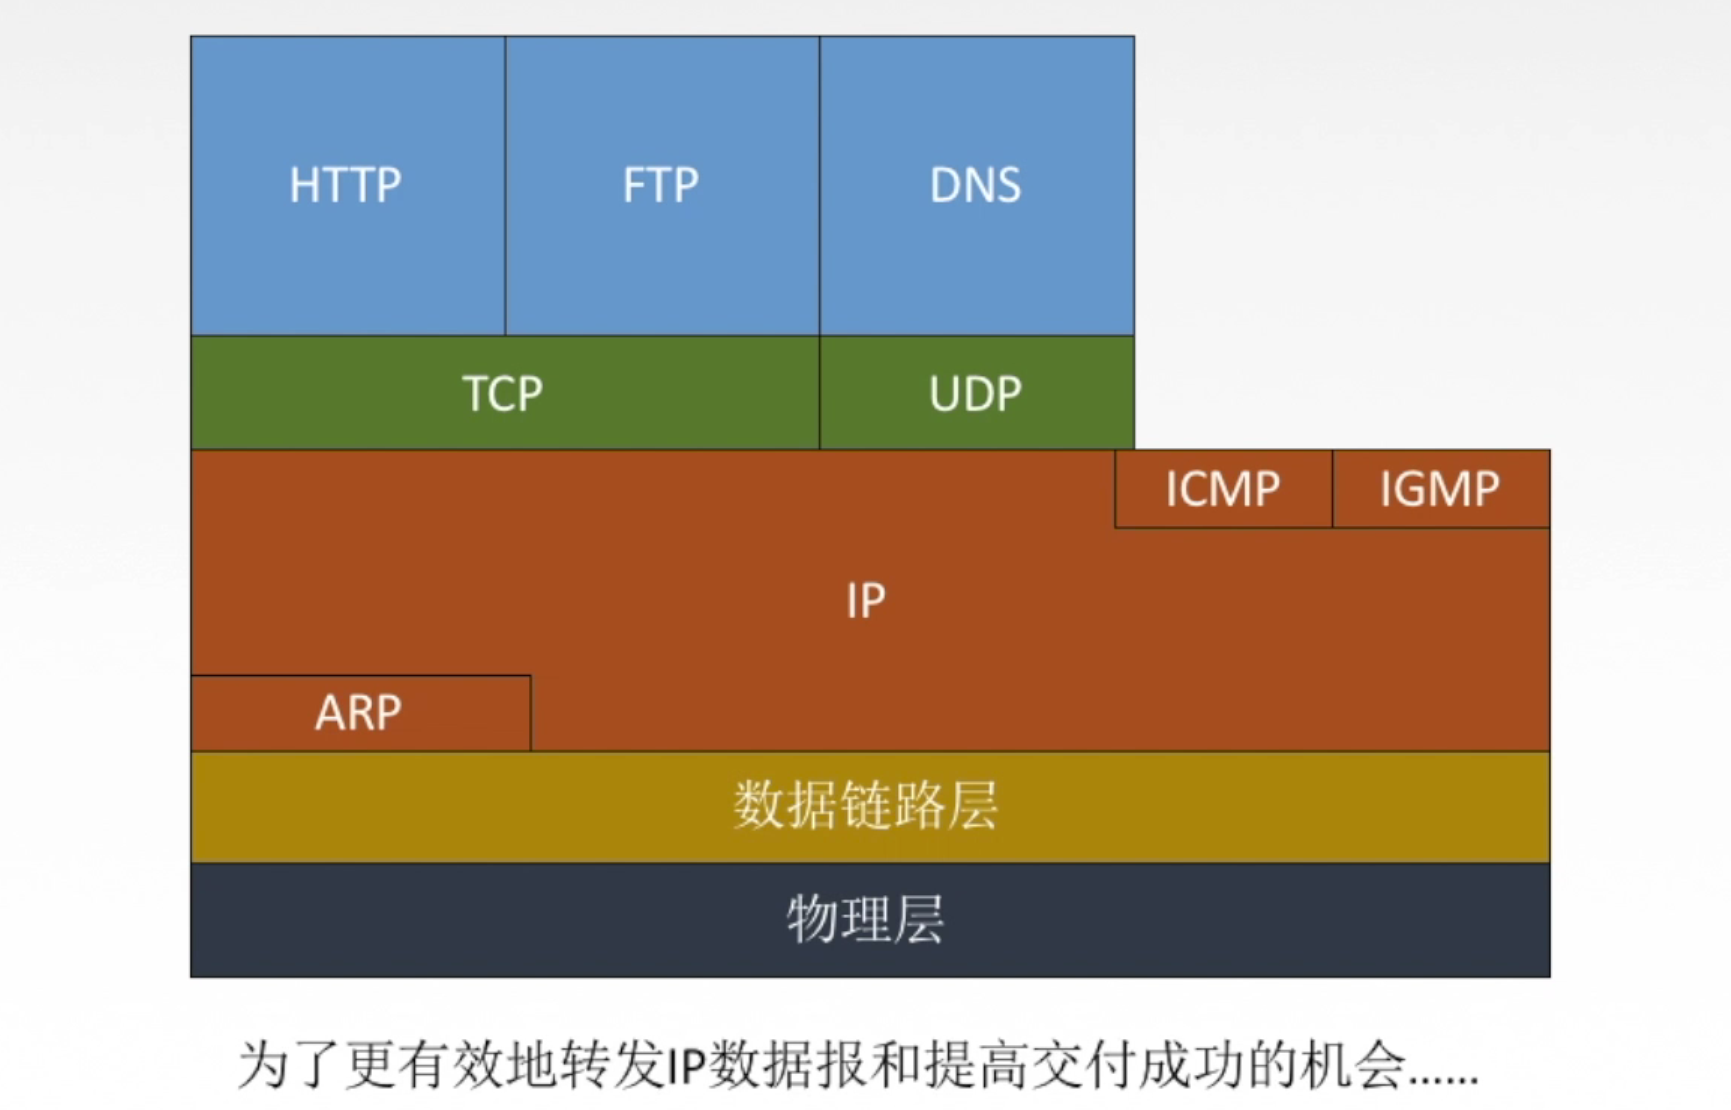 HTTP
FTP
DNS
TCP
UDP
ICMP
IGMP
IP
ARP
数据链路层
物理层
为了更有效地转发IP数据报和提高交付成功的机会……